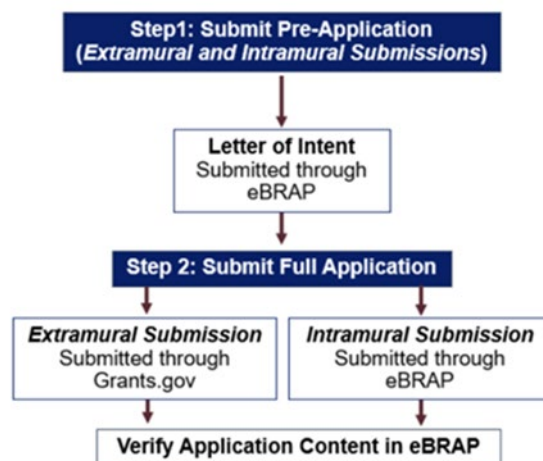 Step1: Submit Pre-Application
(Extramural and Intramural Submissions)
Letter of Intent
Submitted through
eBRAP
Step 2: Submit Full Application
Extramural Submission
Submitted through
Grants.gov
Intramural Submission
Submitted through
eBRAP
Verify Application Content in eBRAP